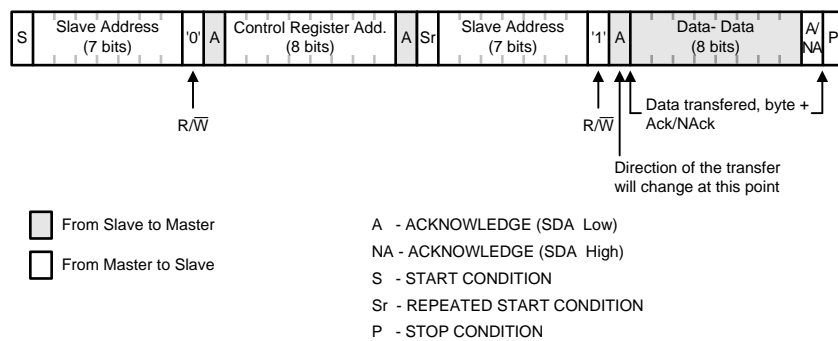 S Slave Address (7 bits) '0' A Control Register Add. (8 bits) A Sr Slave Address (7 bits) '1' A Data- Data (8 bits) A/NA P
R/W̅
R/W̅
Data transferred, byte +
Ack/NAck
Direction of the transfer
will change at this point
From Slave to Master
From Master to Slave
A - ACKNOWLEDGE (SDA Low)
NA - ACKNOWLEDGE (SDA High)
S - START CONDITION
Sr - REPEATED START CONDITION
P - STOP CONDITION